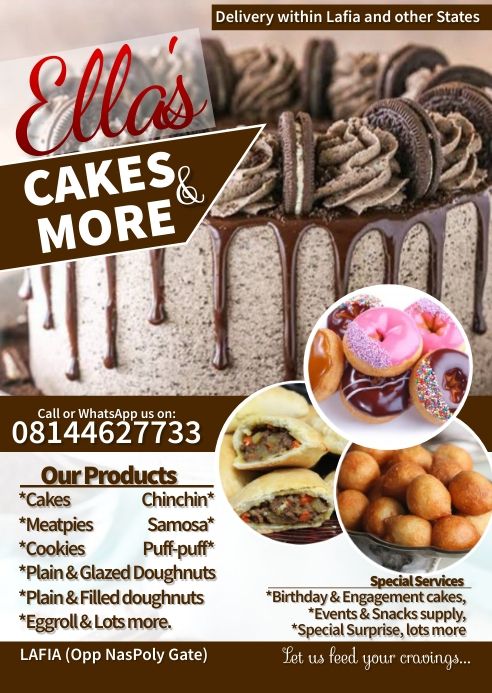 Delivery within Lafia and other States
Ella's
CAKES &
MORE
Call or WhatsApp us on:
08144627733
Our Products
*Cakes Chinchin*
*Meatpies Samosa*
*Cookies Puff-puff*
*Plain & Glazed Doughnuts
*Plain & Filled doughnuts
*Eggroll & Lots more.
Special Services
*Birthday & Engagement cakes,
*Events & Snacks supply,
*Special Surprise, lots more
LAFIA (Opp NasPoly Gate)
Let us feed your cravings...